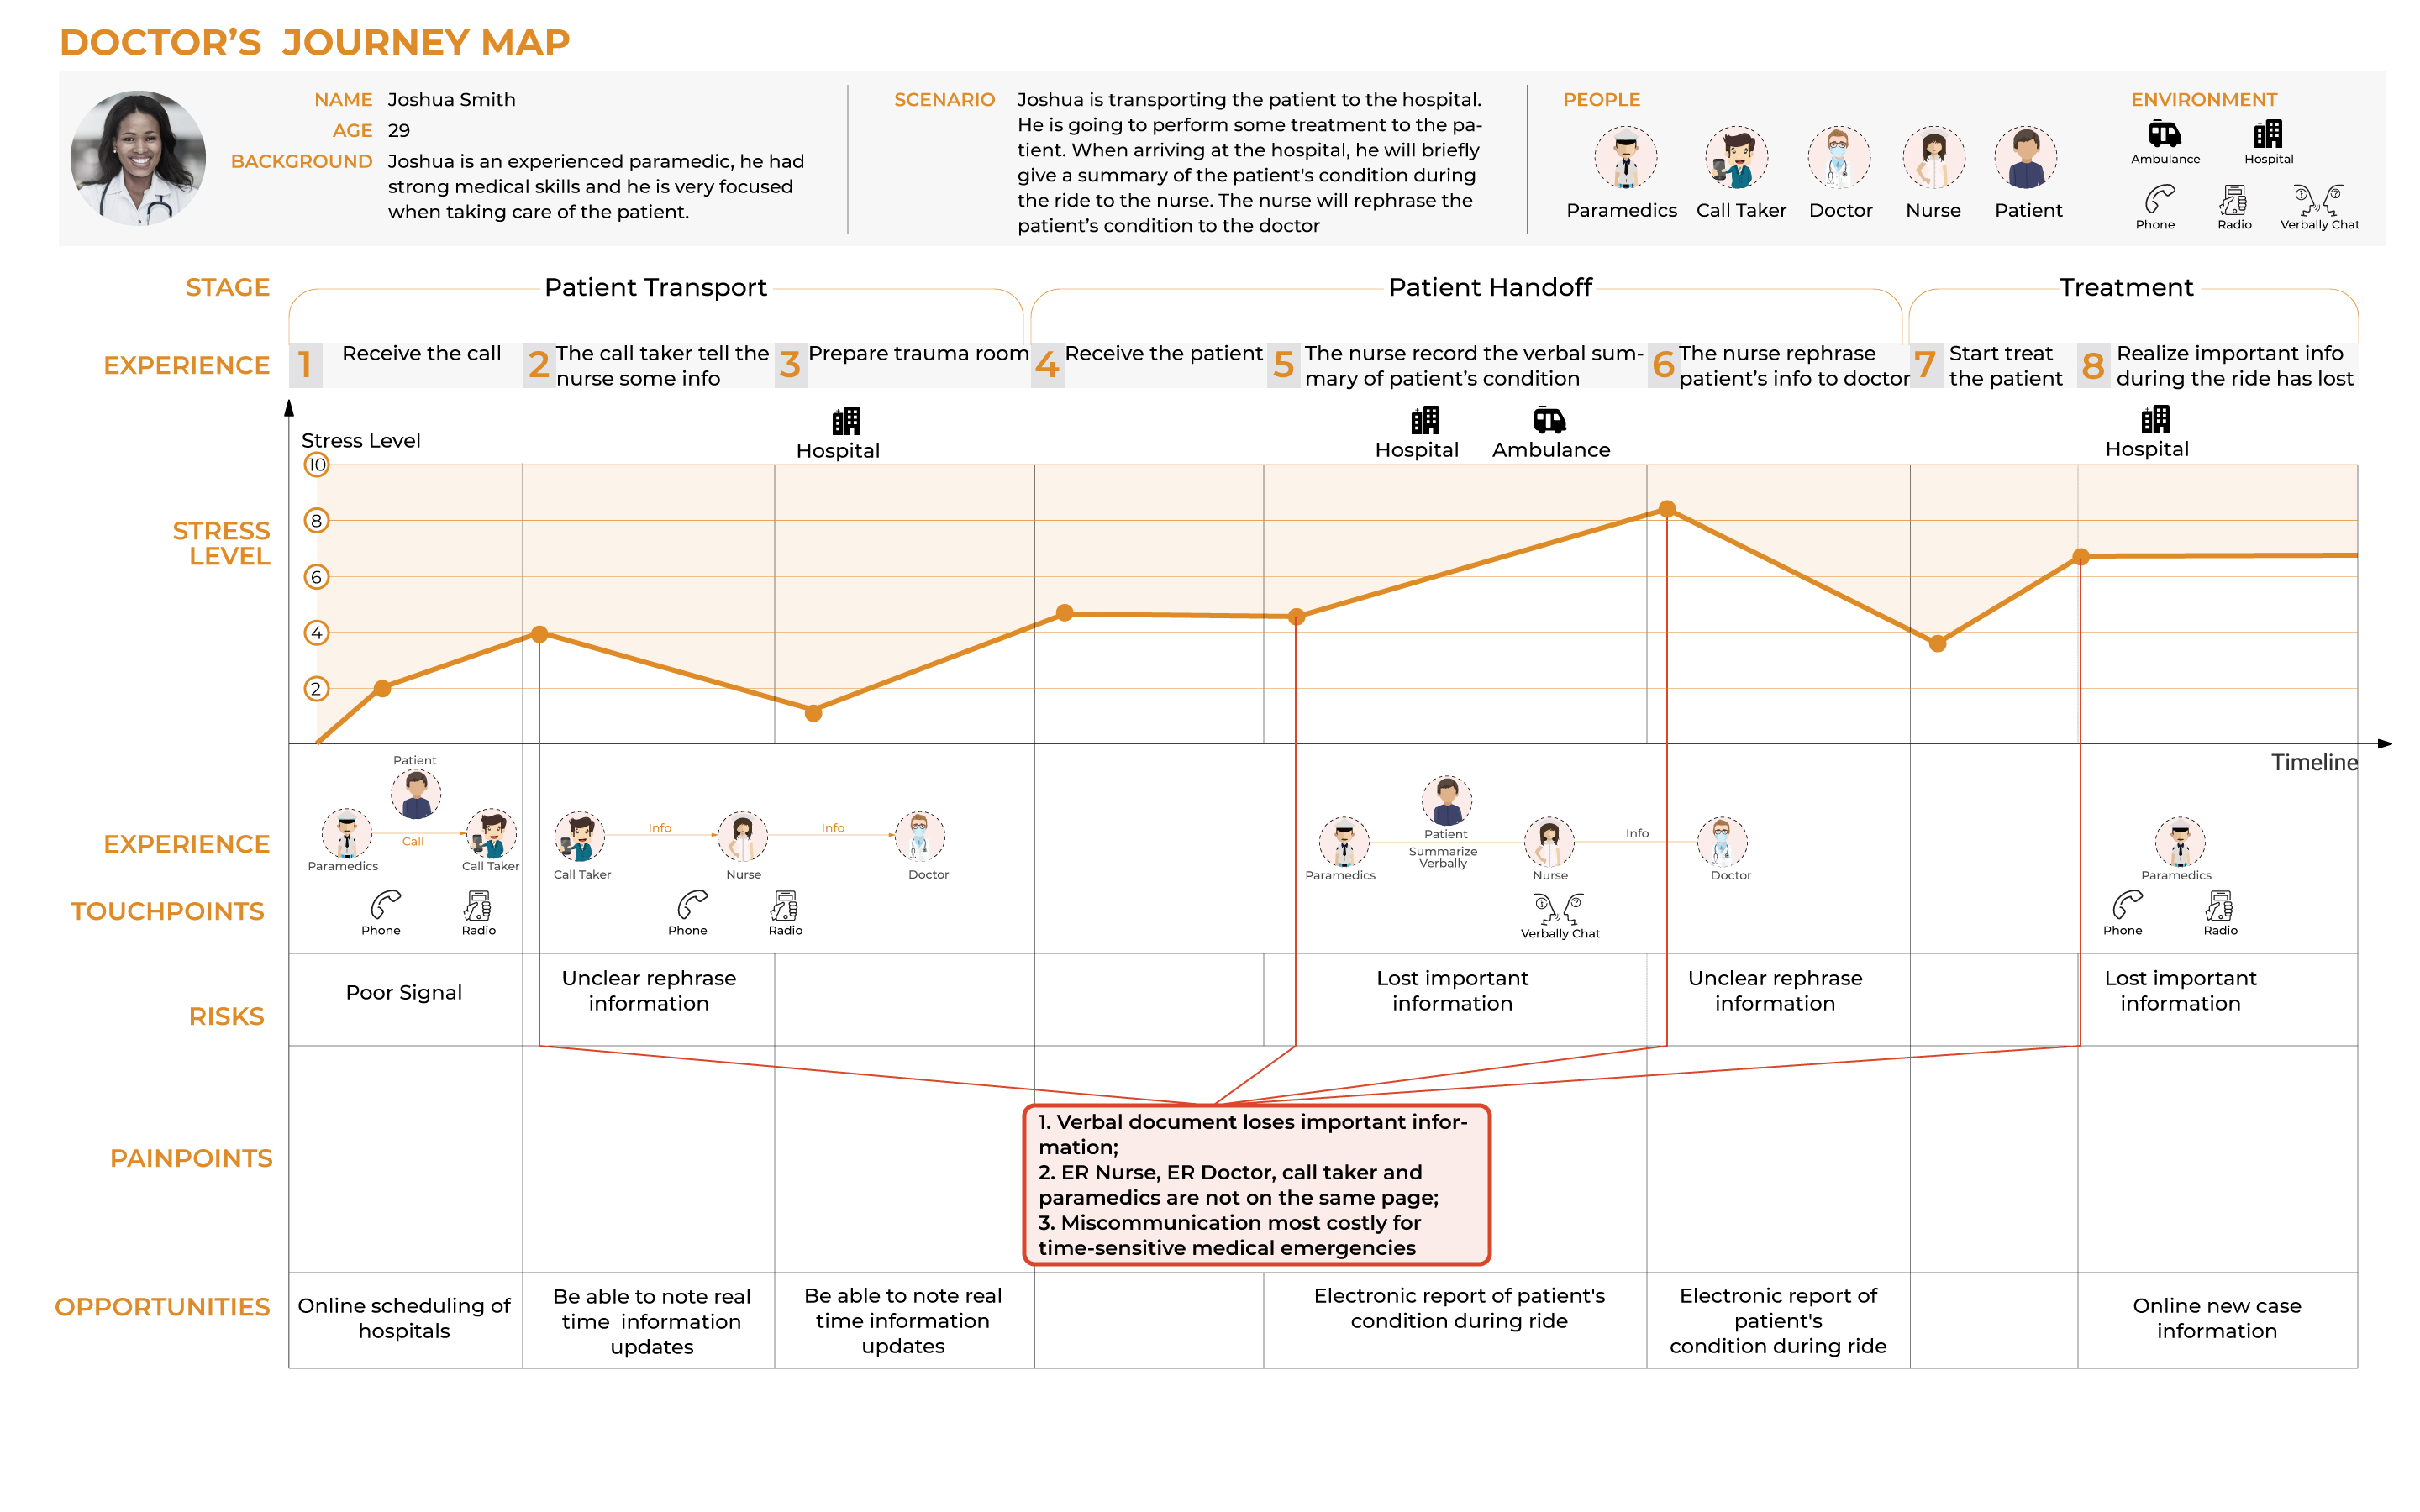 DOCTOR’S JOURNEY MAP
NAME Joshua Smith
AGE 29
BACKGROUND Joshua is an experienced paramedic, he had
strong medical skills and he is very focused
when taking care of the patient.
SCENARIO Joshua is transporting the patient to the hospital.
He is going to perform some treatment to the pa-
tient. When arriving at the hospital, he will briefly
give a summary of the patient's condition during
the ride to the nurse. The nurse will rephrase the
patient’s condition to the doctor
PEOPLE
Paramedics Call Taker Doctor Nurse Patient
ENVIRONMENT
Ambulance Hospital
Phone Radio Verbally Chat
STAGE Patient Transport Patient Handoff Treatment
EXPERIENCE
1 Receive the call
2 The call taker tell the
nurse some info
3 Prepare trauma room
4 Receive the patient
5 The nurse record the verbal sum-
mary of patient’s condition
6 The nurse rephrase
patient’s info to doctor
7 Start treat
the patient
8 Realize important info
during the ride has lost
Hospital Hospital Ambulance Hospital
Stress Level
STRESS
LEVEL
10
8
6
4
2
Timeline
EXPERIENCE
Patient
Paramedics Call Call Taker
Call Taker Info Nurse Info Doctor
Patient
Paramedics Summarize
Verbally
Nurse Info Doctor
Paramedics
TOUCHPOINTS
Phone Radio
Phone Radio
Verbally Chat
Phone Radio
RISKS
Poor Signal
Unclear rephrase
information
Lost important
information
Unclear rephrase
information
Lost important
information
PAINPOINTS
1. Verbal document loses important infor-
mation;
2. ER Nurse, ER Doctor, call taker and
paramedics are not on the same page;
3. Miscommunication most costly for
time-sensitive medical emergencies
OPPORTUNITIES
Online scheduling of
hospitals
Be able to note real
time information
updates
Be able to note real
time information
updates
Electronic report of patient's
condition during ride
Electronic report of
patient's
condition during ride
Online new case
information